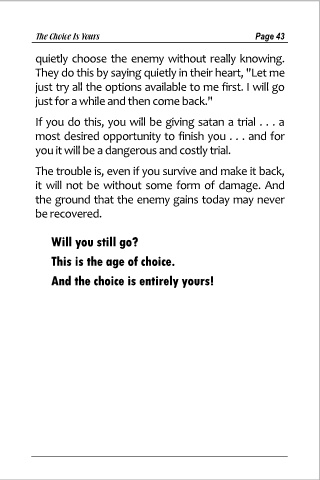 The Choice Is Yours Page 43
quietly choose the enemy without really knowing.
They do this by saying quietly in their heart, "Let me
just try all the options available to me first. I will go
just for a while and then come back."
If you do this, you will be giving satan a trial . . . a
most desired opportunity to finish you . . . and for
you it will be a dangerous and costly trial.
The trouble is, even if you survive and make it back,
it will not be without some form of damage. And
the ground that the enemy gains today may never
be recovered.
Will you still go?
This is the age of choice.
And the choice is entirely yours!